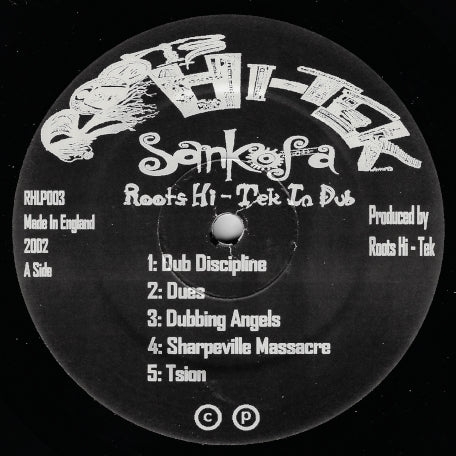 Roots Hi-Tek
Sankofa
Roots Hi-Tek In Dub
RHLP003
Made In England
2002
A Side
Produced by
Roots Hi-Tek
1: Dub Discipline
2: Dues
3: Dubbing Angels
4: Sharpeville Massacre
5: Tsion
c p